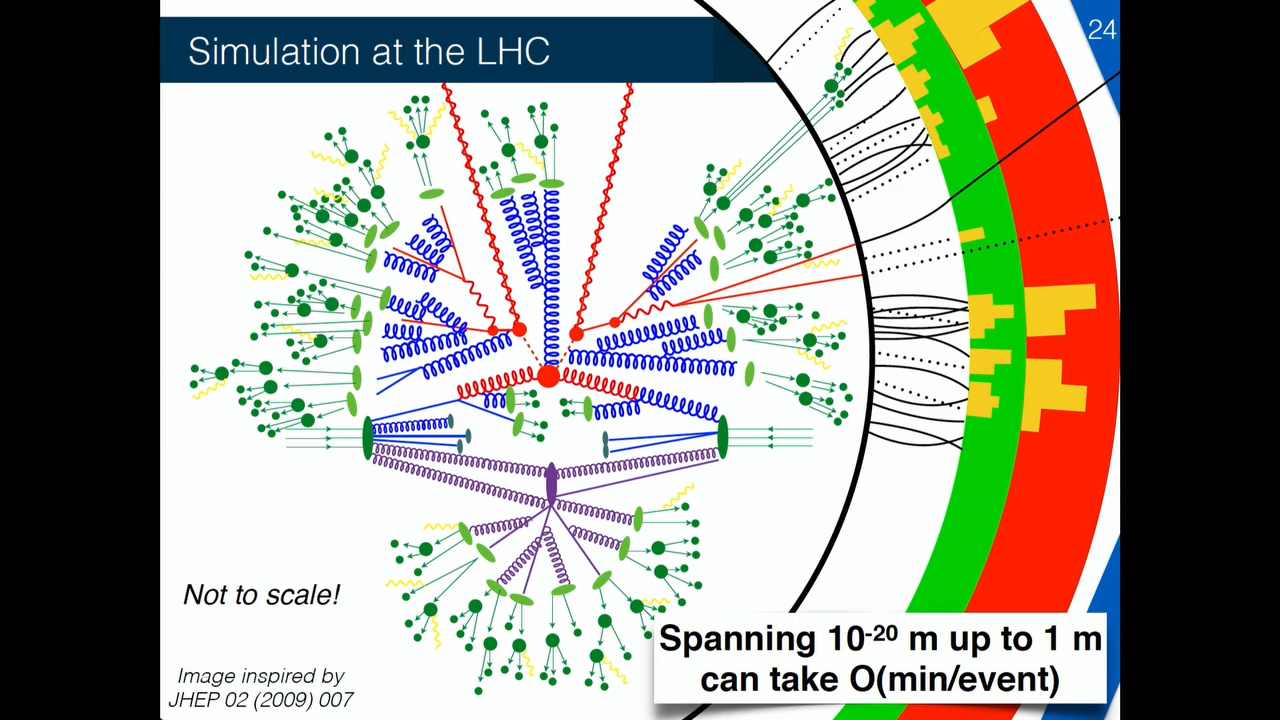 Simulation at the LHC
24
Not to scale!
Image inspired by
JHEP 02 (2009) 007
Spanning 10⁻²⁰ m up to 1 m
can take O(min/event)